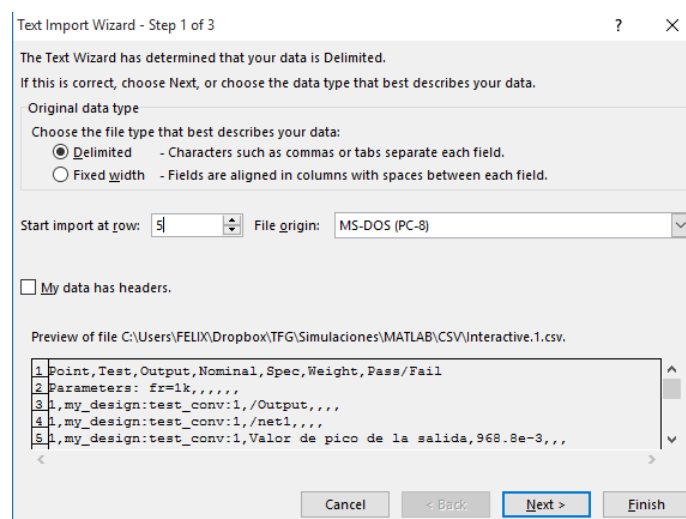 Text Import Wizard - Step 1 of 3 ? ×
The Text Wizard has determined that your data is Delimited.
If this is correct, choose Next, or choose the data type that best describes your data.
Original data type
Choose the file type that best describes your data:
Delimited - Characters such as commas or tabs separate each field.
Fixed width - Fields are aligned in columns with spaces between each field.
Start import at row: 5 File origin: MS-DOS (PC-8)
My data has headers.
Preview of file C:\Users\FELIX\Dropbox\TFG\Simulaciones\MATLAB\CSV\Interactive.1.csv.
1 Point,Test,Output,Nominal,Spec,Weight,Pass/Fail
2 Parameters: fr=1k,,,,,,
3 1,my_design:test_conv:1,/Output,,,,
4 1,my_design:test_conv:1,/net1,,,,
5 1,my_design:test_conv:1,Valor de pico de la salida,968.8e-3,,,
Cancel < Back Next > Finish